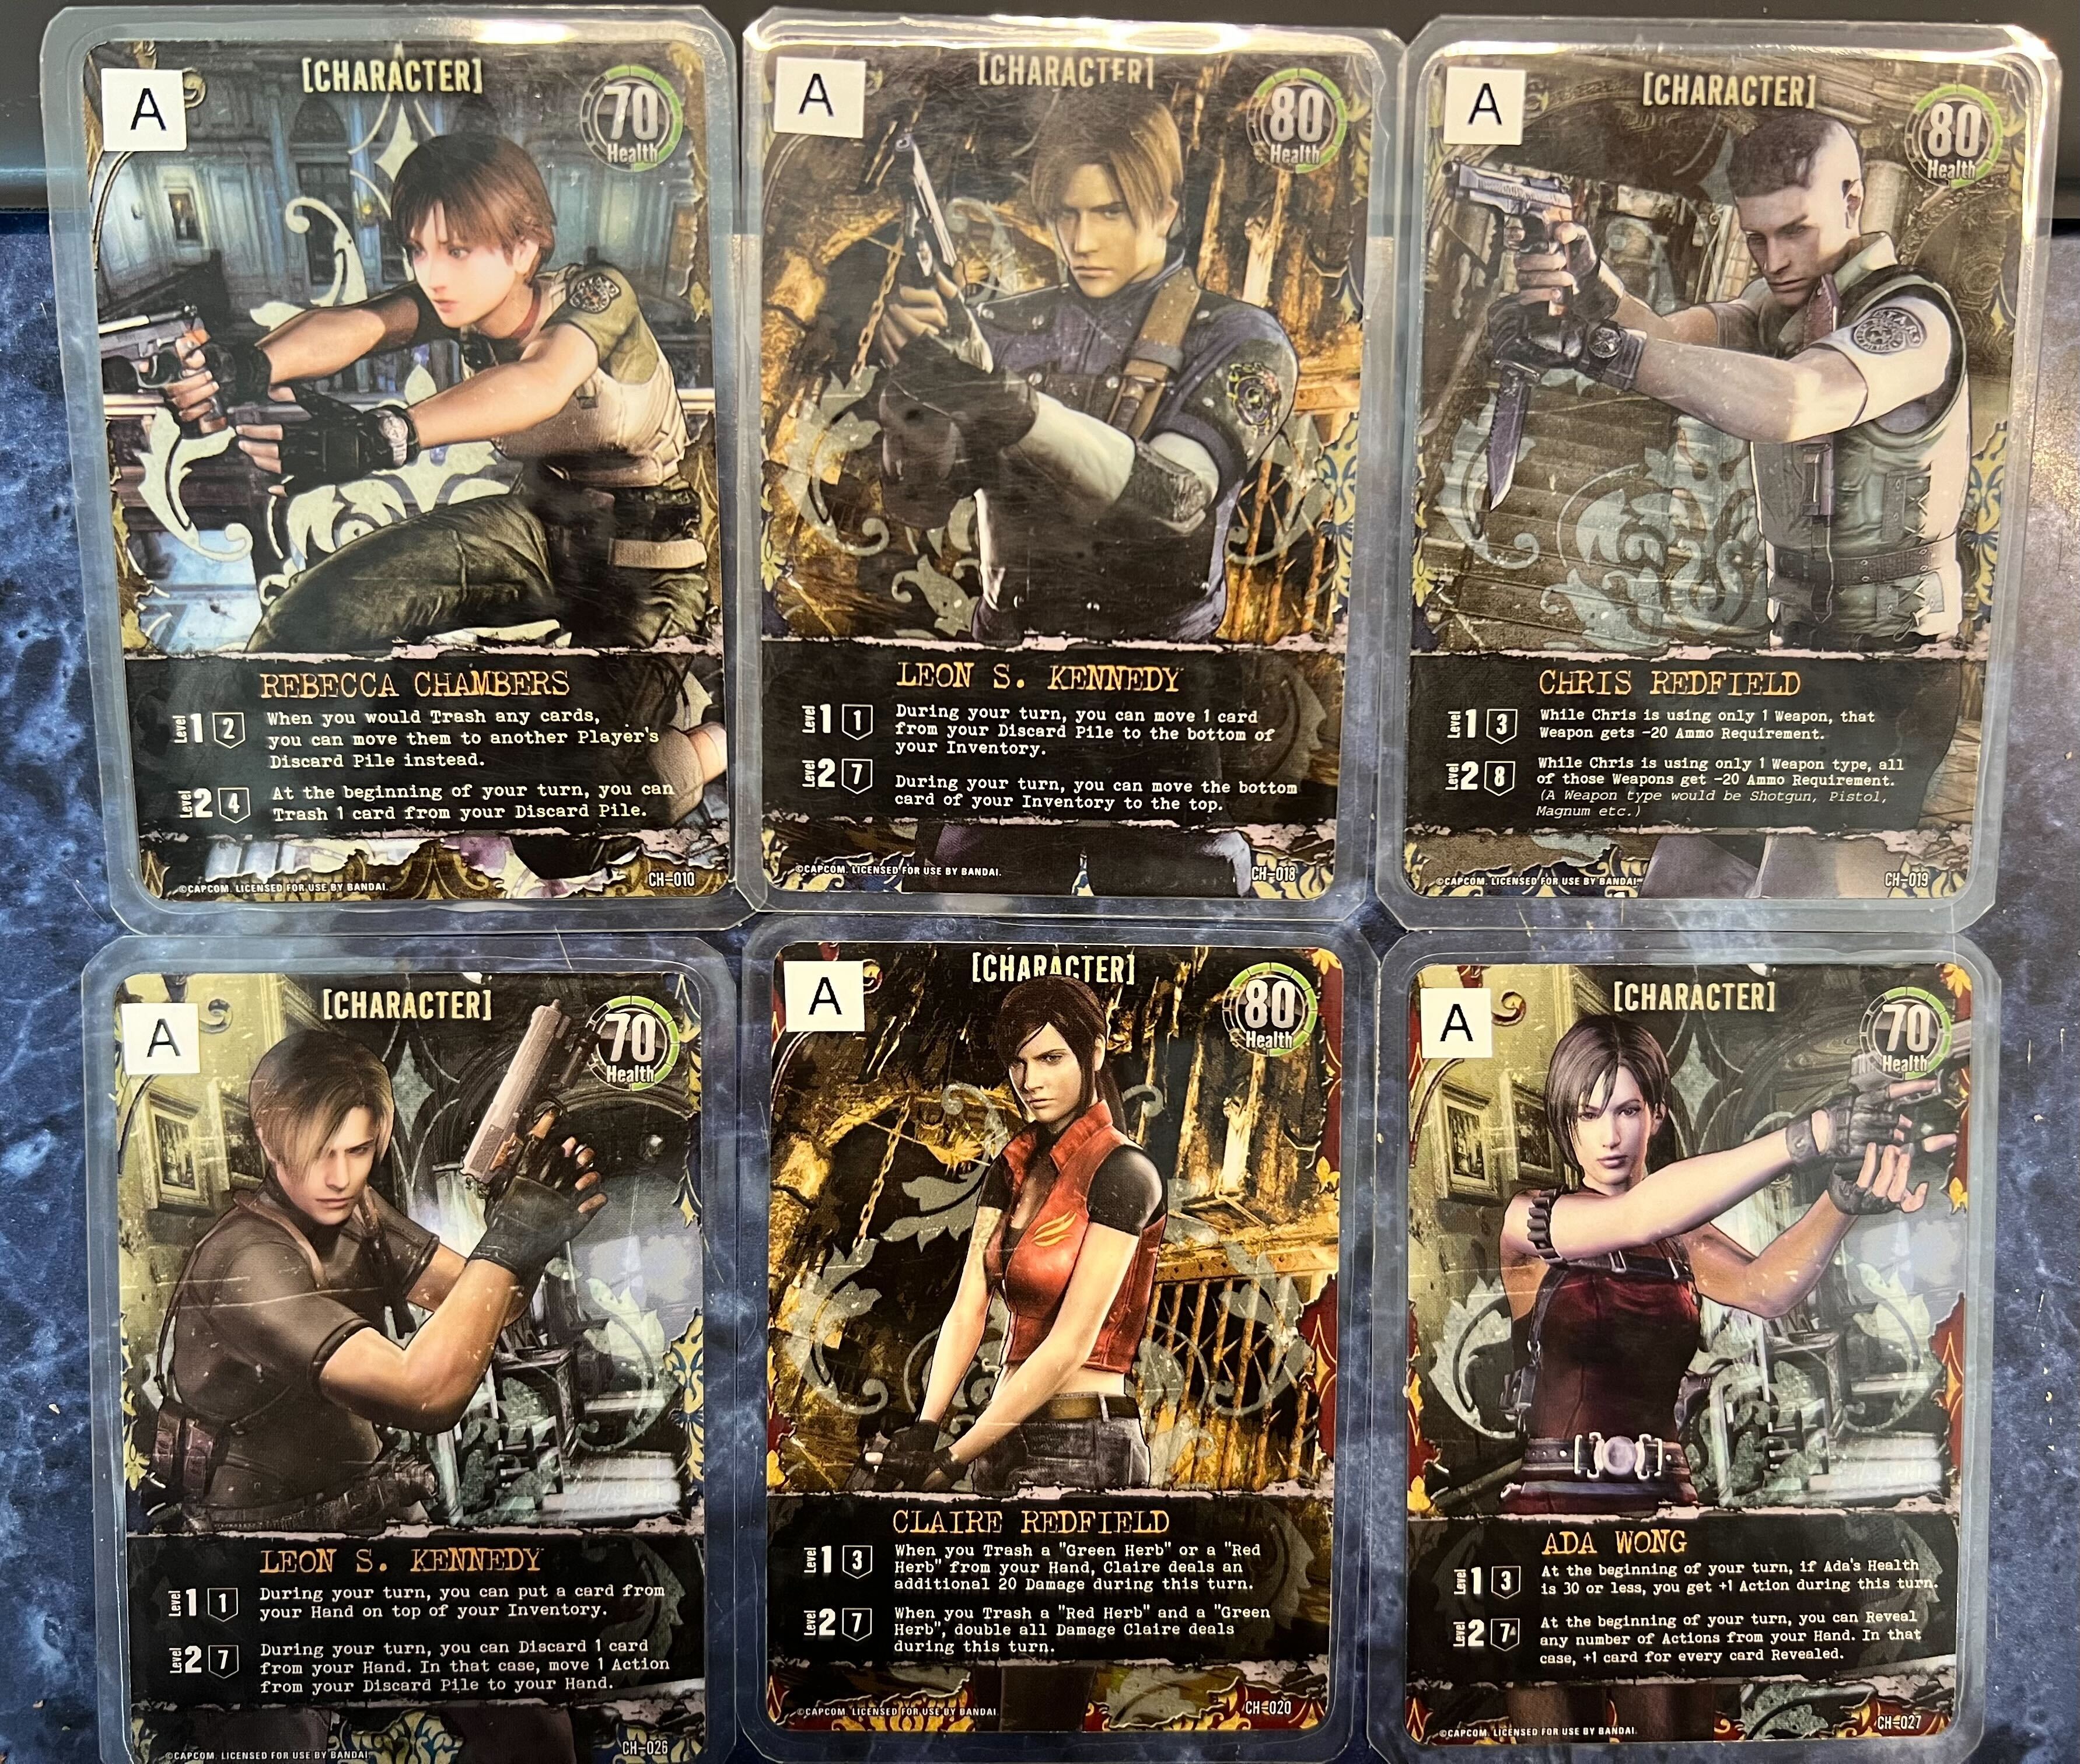 A
[CHARACTER]
70
Health
REBECCA CHAMBERS
Level 1 2
When you would Trash any cards,
you can move them to another Player's
Discard Pile instead.
Level 2 4
At the beginning of your turn, you can
Trash 1 card from your Discard Pile.
©CAPCOM. LICENSED FOR USE BY BANDAI.
CH-010
A
[CHARACTER]
80
Health
LEON S. KENNEDY
Level 1 1
During your turn, you can move 1 card
from your Discard Pile to the bottom of
your Inventory.
Level 2 7
During your turn, you can move the bottom
card of your Inventory to the top.
©CAPCOM. LICENSED FOR USE BY BANDAI.
CH-018
A
[CHARACTER]
80
Health
S.T.A.R.S.
CHRIS REDFIELD
Level 1 3
While Chris is using only 1 Weapon, that
Weapon gets -20 Ammo Requirement.
Level 2 8
While Chris is using only 1 Weapon type, all
of those Weapons get -20 Ammo Requirement.
(A Weapon type would be Shotgun, Pistol,
Magnum etc.)
©CAPCOM. LICENSED FOR USE BY BANDAI.
CH-019
A
[CHARACTER]
70
Health
LEON S. KENNEDY
Level 1 1
During your turn, you can put a card from
your Hand on top of your Inventory.
Level 2 7
During your turn, you can Discard 1 card
from your Hand. In that case, move 1 Action
from your Discard Pile to your Hand.
©CAPCOM. LICENSED FOR USE BY BANDAI
CH-026
A
[CHARACTER]
80
Health
CLAIRE REDFIELD
Level 1 3
When you Trash a "Green Herb" or a "Red
Herb" from your Hand, Claire deals an
additional 20 Damage during this turn.
Level 2 7
When you Trash a "Red Herb" and a "Green
Herb", double all Damage Claire deals
during this turn.
©CAPCOM LICENSED FOR USE BY BANDAI
CH-020
A
[CHARACTER]
70
Health
ADA WONG
Level 1 3
At the beginning of your turn, if Ada's Health
is 30 or less, you get +1 Action during this turn.
Level 2 7
At the beginning of your turn, you can Reveal
any number of Actions from your Hand. In that
case, +1 card for every card Revealed.
©CAPCOM. LICENSED FOR USE BY BANDAI.
CH-027